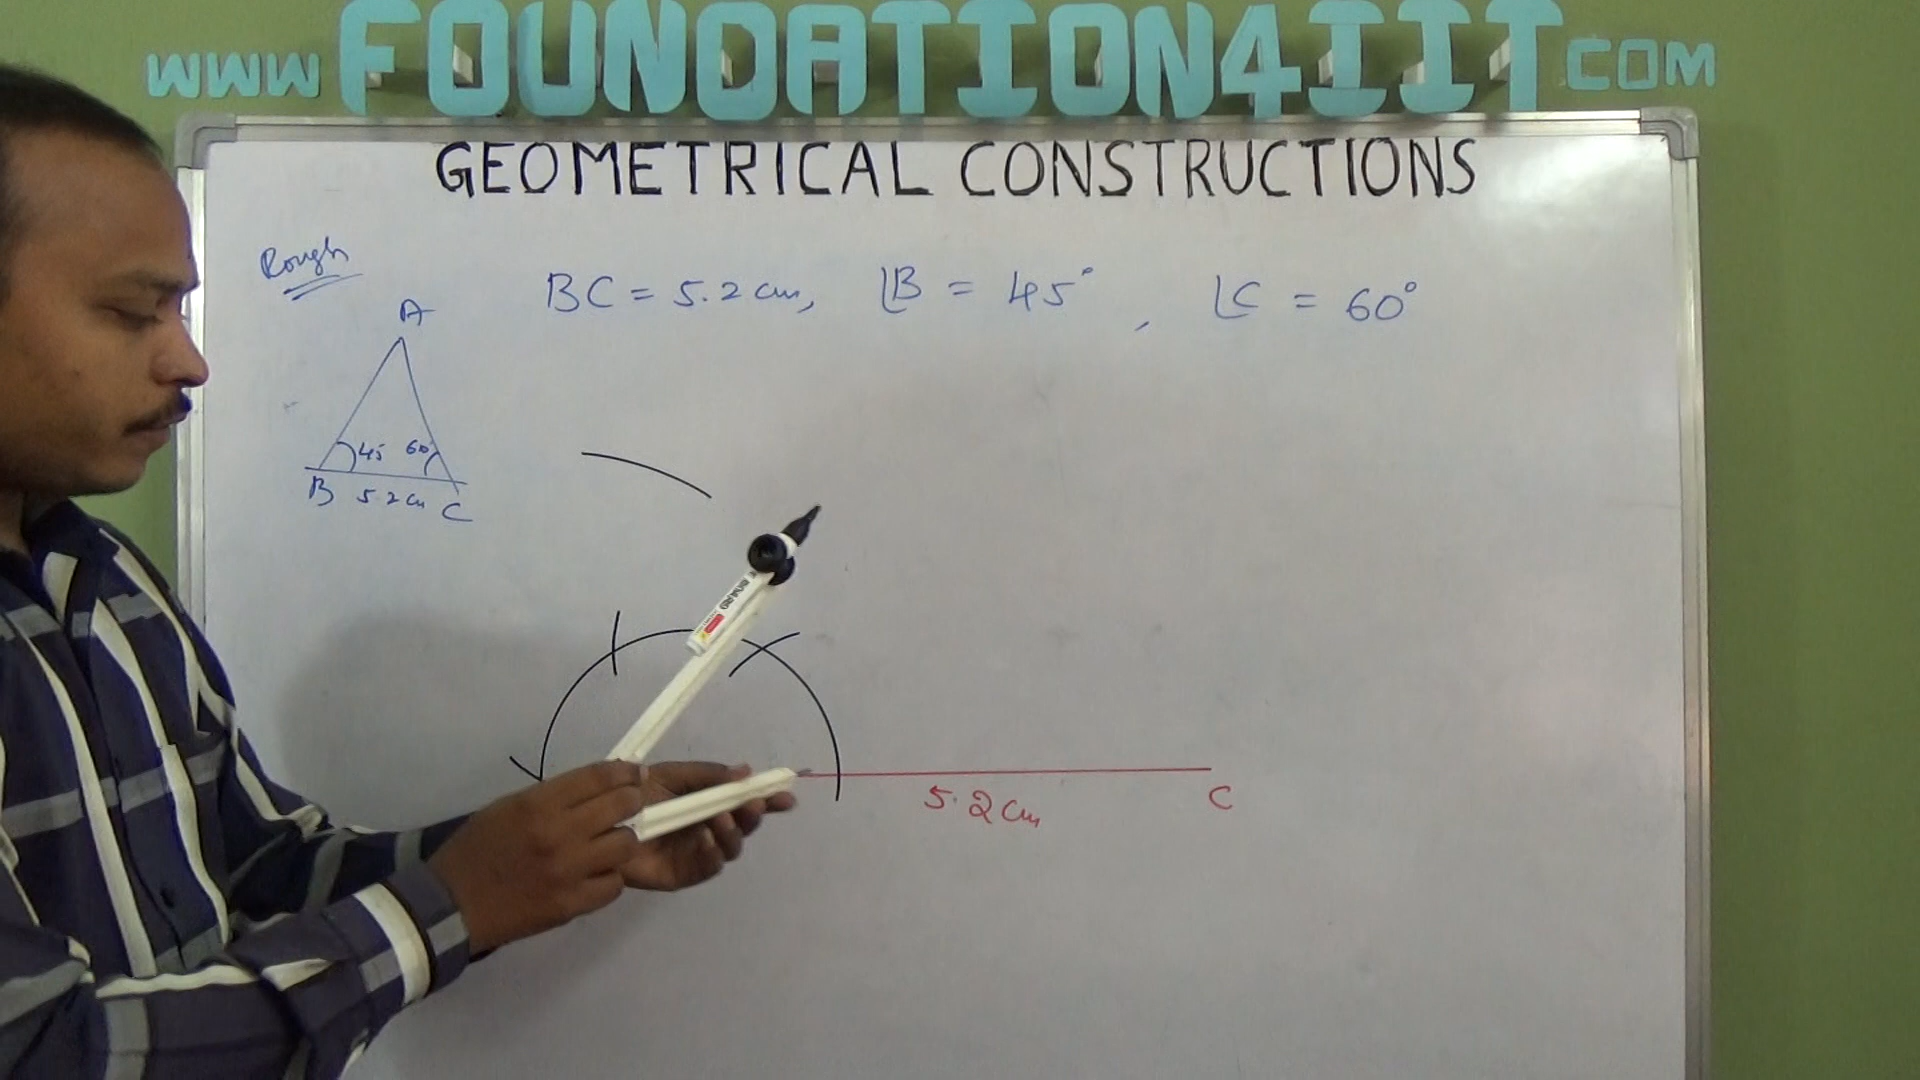 WWW FOUNDATION4IIT COM
GEOMETRICAL CONSTRUCTIONS
Rough
BC = 5.2 cm, ∠B = 45°, ∠C = 60°
A
45 60°
B 5.2 cm C
5.2 cm C